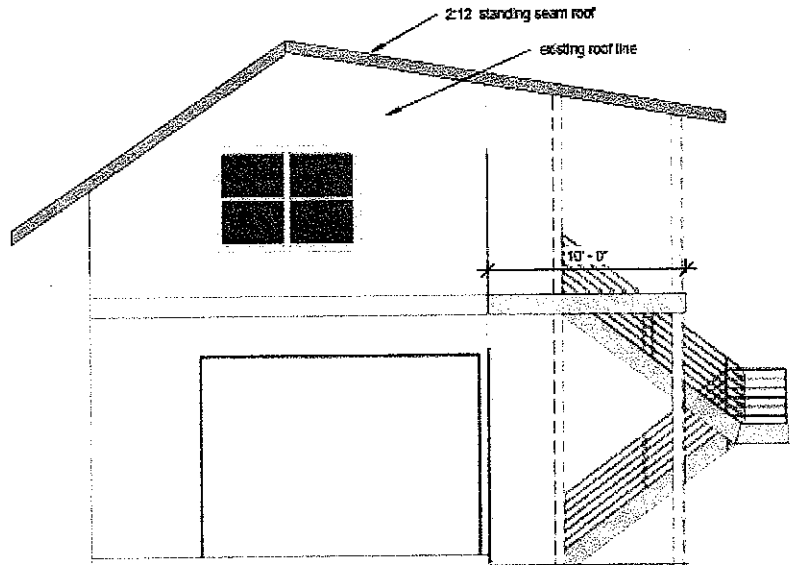 2:12 standing seam roof
existing roof line
10' - 0"